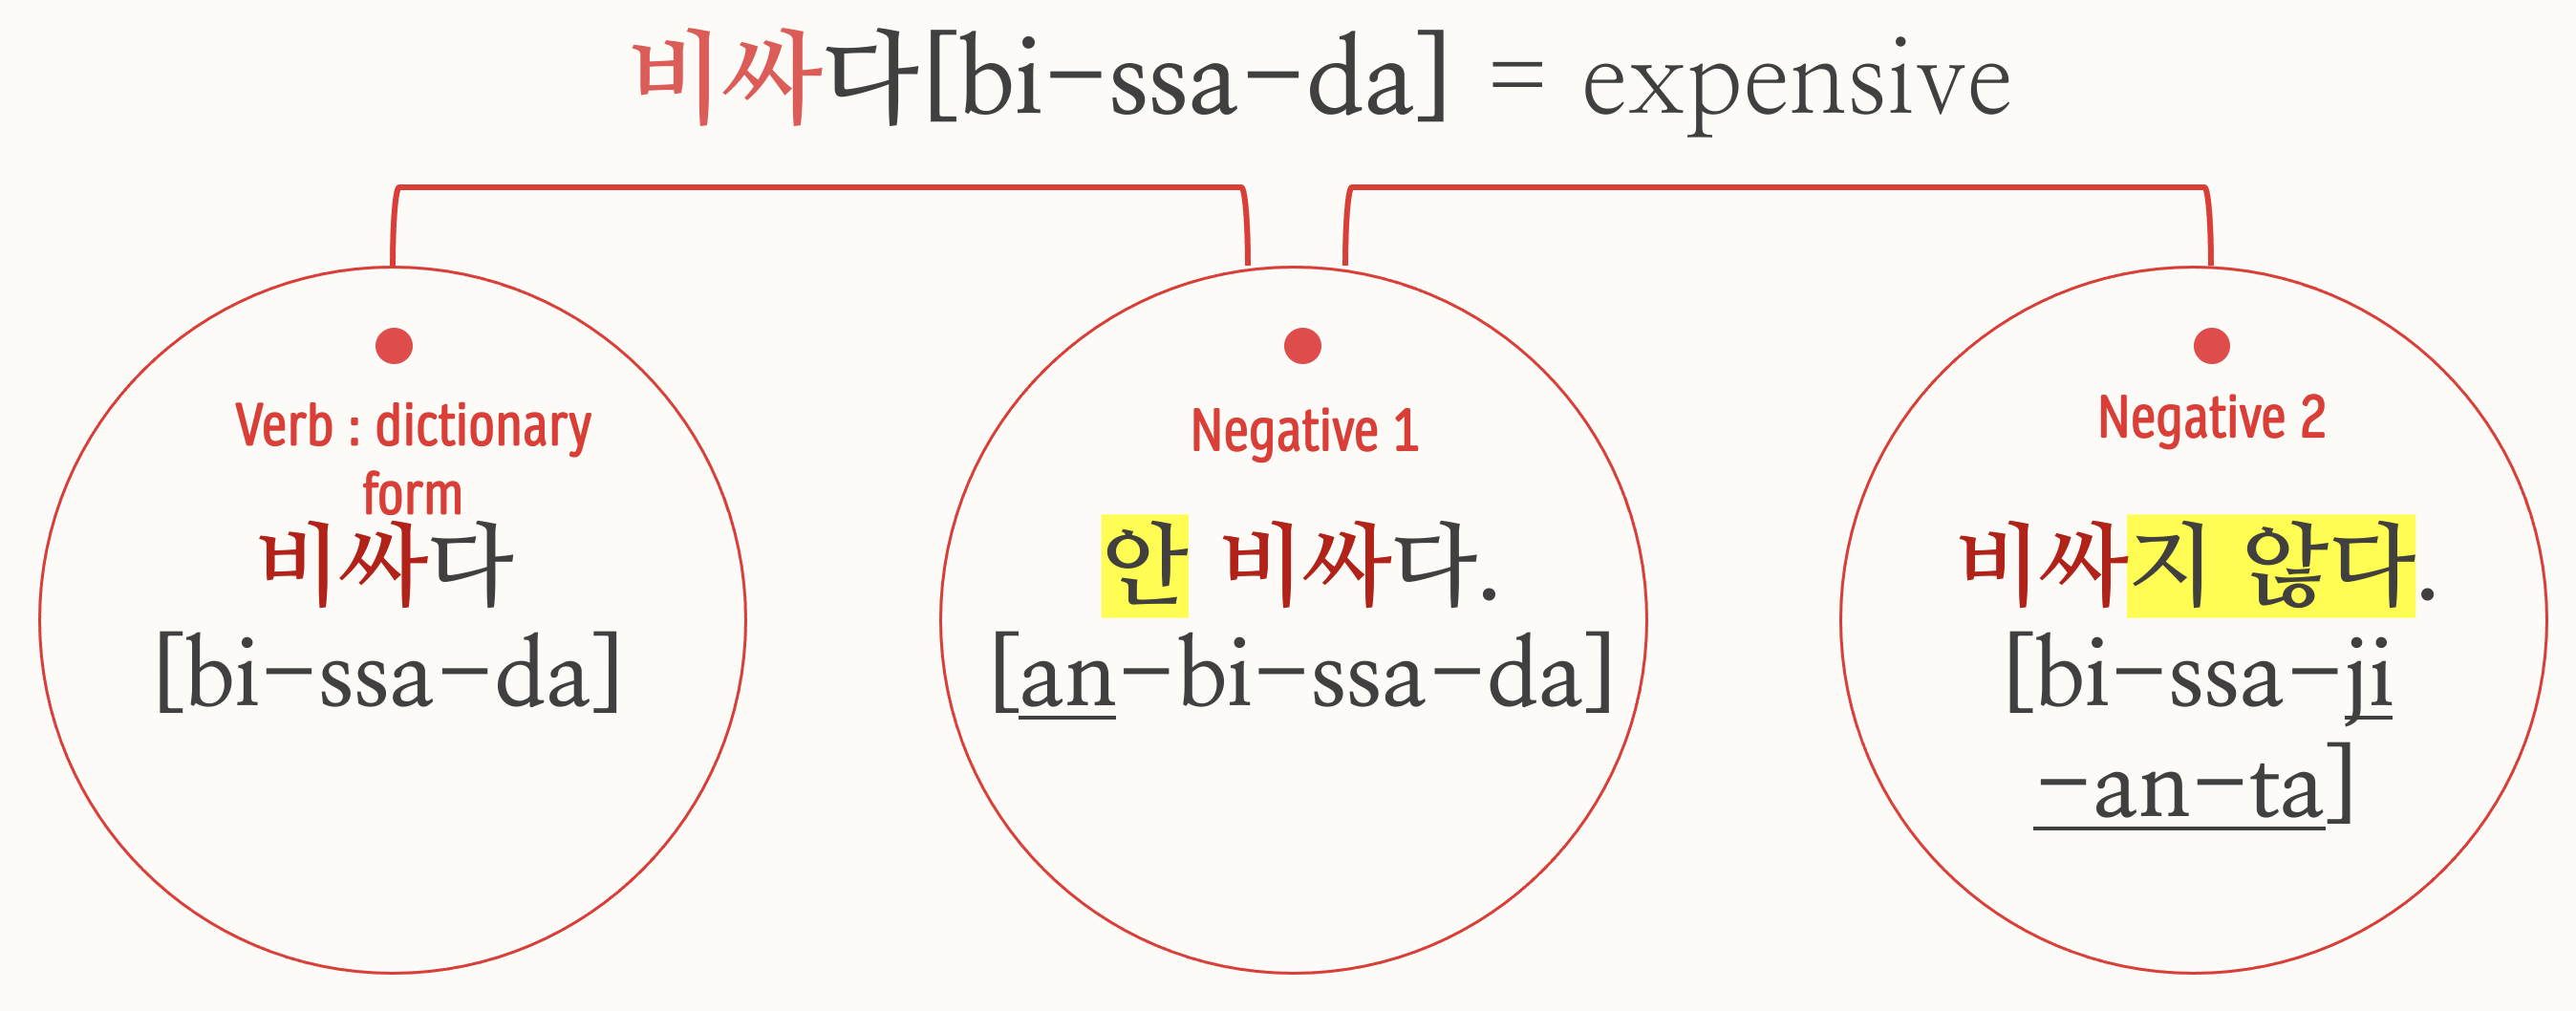 비싸다[bi-ssa-da] = expensive
Verb : dictionary
form
비싸다
[bi-ssa-da]
Negative 1
안 비싸다.
[an-bi-ssa-da]
Negative 2
비싸지 않다.
[bi-ssa-ji
-an-ta]